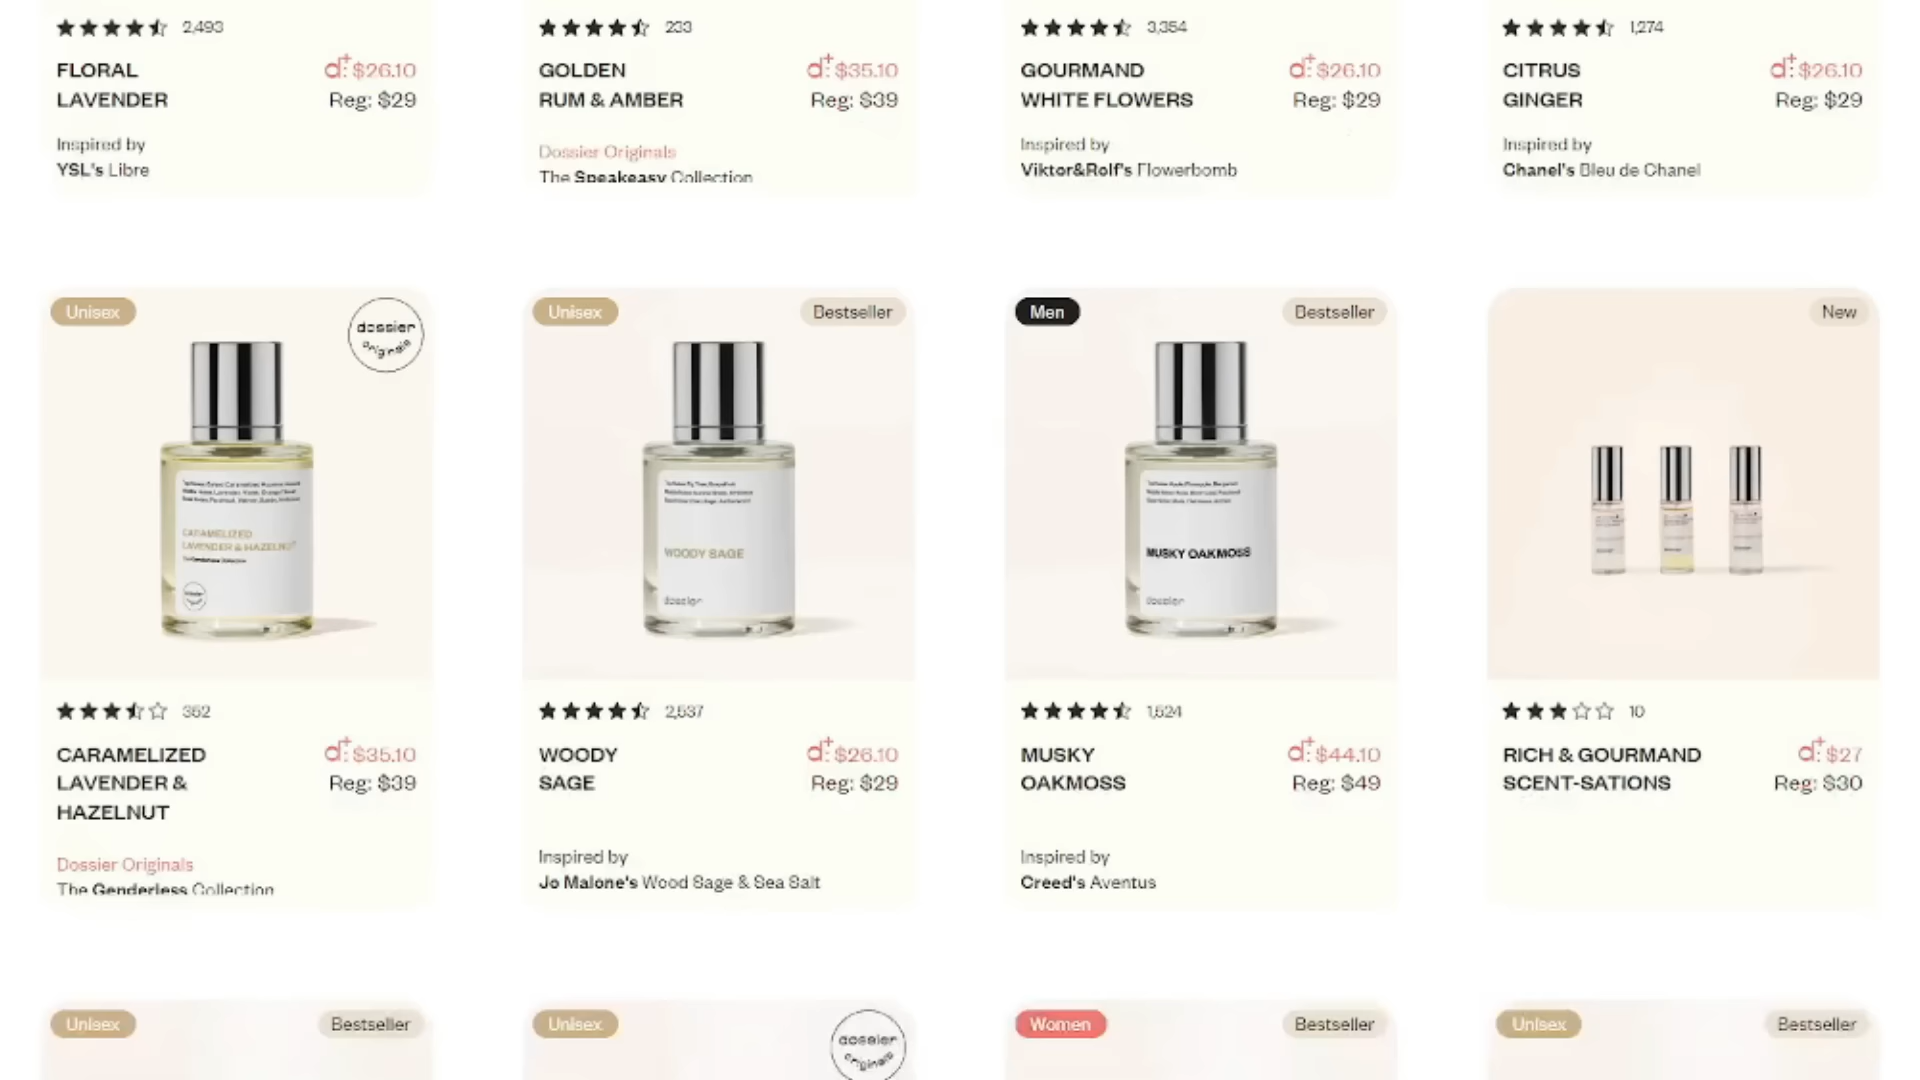 2,493
FLORAL
LAVENDER
d+: $26.10
Reg: $29
Inspired by
YSL's Libre
233
GOLDEN
RUM & AMBER
d+: $35.10
Reg: $39
Dossier Originals
The Speakeasy Collection
3,354
GOURMAND
WHITE FLOWERS
d+: $26.10
Reg: $29
Inspired by
Viktor&Rolf's Flowerbomb
1,274
CITRUS
GINGER
d+: $26.10
Reg: $29
Inspired by
Chanel's Bleu de Chanel
Unisex
dossier
originals
CARAMELIZED
LAVENDER & HAZELNUT
The Genderless Collection
352
CARAMELIZED
LAVENDER &
HAZELNUT
d+: $35.10
Reg: $39
Dossier Originals
The Genderless Collection
Unisex
Bestseller
WOODY SAGE
dossier
2,537
WOODY
SAGE
d+: $26.10
Reg: $29
Inspired by
Jo Malone's Wood Sage & Sea Salt
Men
Bestseller
MUSKY OAKMOSS
dossier
1,524
MUSKY
OAKMOSS
d+: $44.10
Reg: $49
Inspired by
Creed's Aventus
New
10
RICH & GOURMAND
SCENT-SATIONS
d+: $27
Reg: $30
Unisex
Bestseller
Unisex
dossier
originals
Women
Bestseller
Unisex
Bestseller